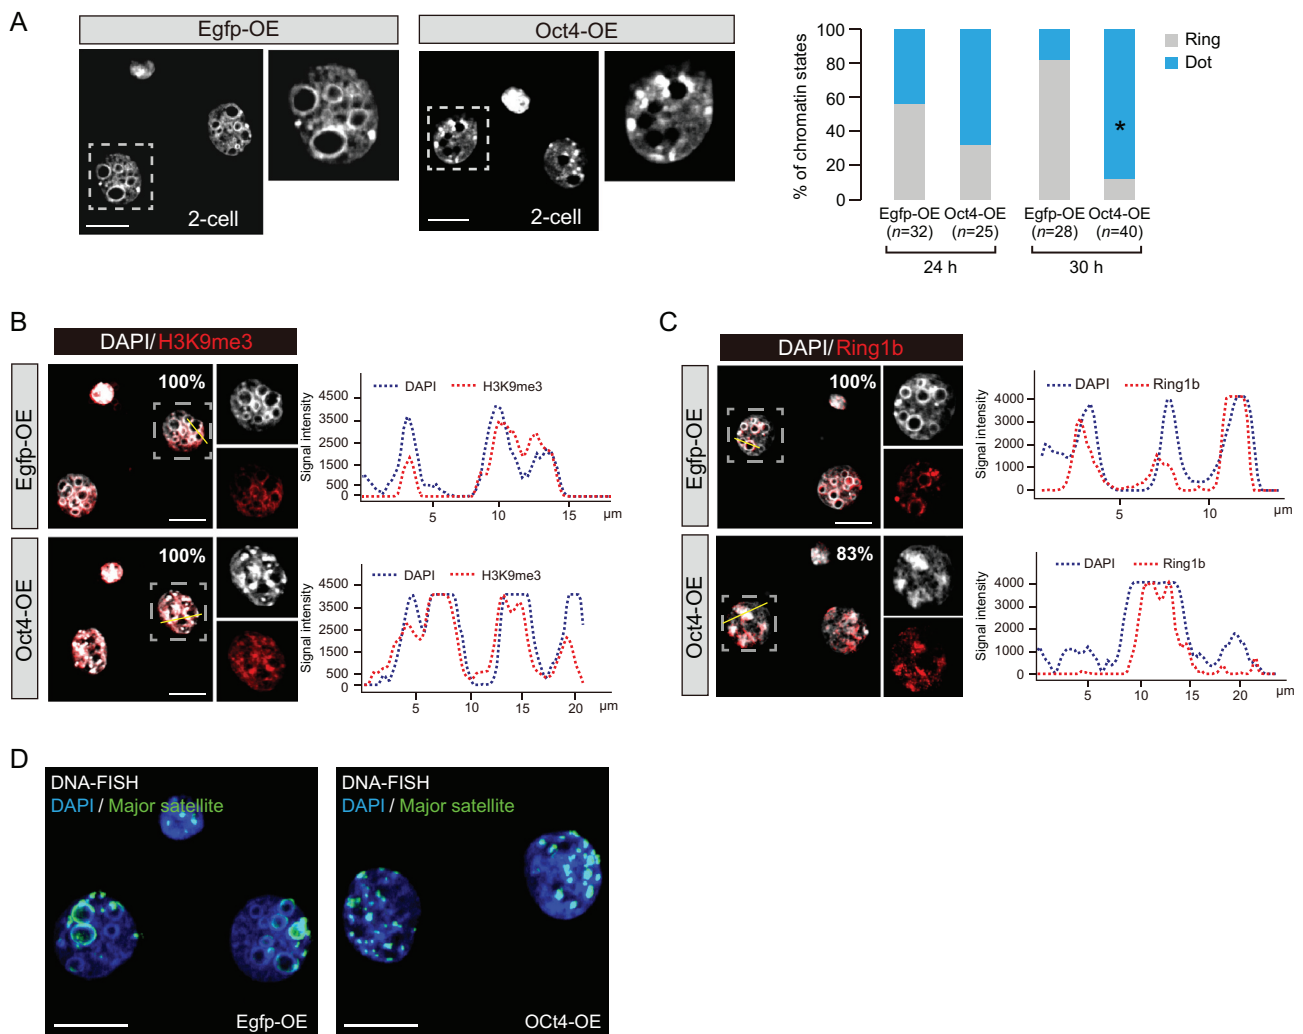 A
Egfp-OE
Oct4-OE
2-cell
2-cell
% of chromatin states
100
80
60
40
20
0
*
Ring
Dot
Egfp-OE Oct4-OE Egfp-OE Oct4-OE
(n=32) (n=25) (n=28) (n=40)
24 h 30 h
B
DAPI/H3K9me3
Egfp-OE
100%
Signal intensity
DAPI H3K9me3
4500
3500
2500
1500
500
0
5 10 15 µm
Oct4-OE
100%
Signal intensity
DAPI H3K9me3
4500
3500
2500
1500
500
0
5 10 15 20 µm
C
DAPI/Ring1b
Egfp-OE
100%
Signal intensity
DAPI Ring1b
4000
3000
2000
1000
0
5 10 µm
Oct4-OE
83%
Signal intensity
DAPI Ring1b
4000
3000
2000
1000
0
5 10 15 20 µm
D
DNA-FISH
DAPI / Major satellite
Egfp-OE
DNA-FISH
DAPI / Major satellite
OCt4-OE